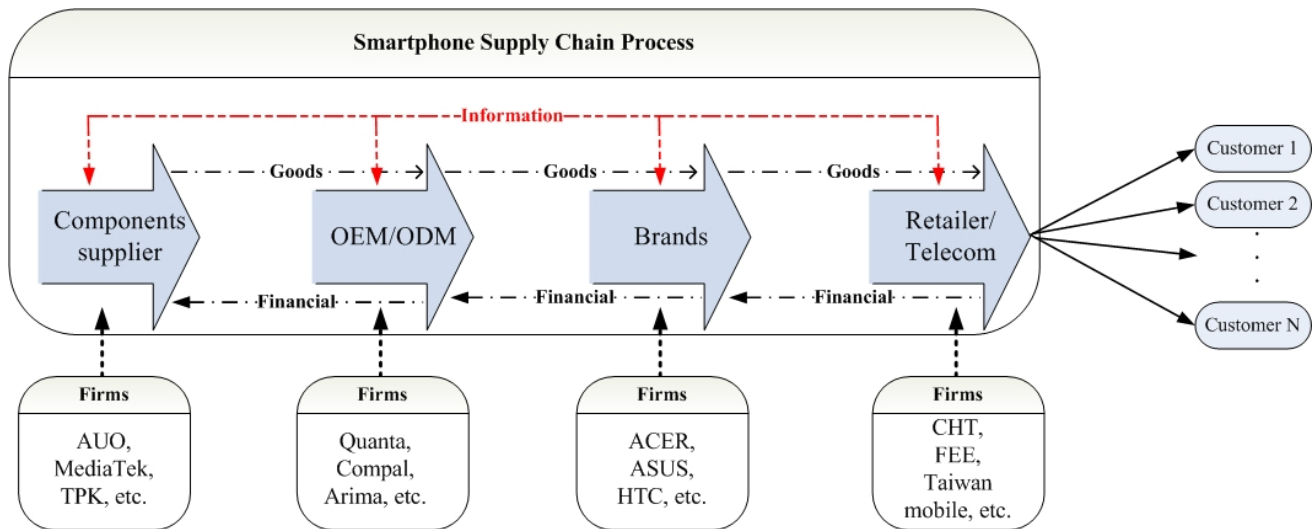 Smartphone Supply Chain Process
Information
Goods
Goods
Goods
Components
supplier
OEM/ODM
Brands
Retailer/
Telecom
Financial
Financial
Financial
Customer 1
Customer 2
Customer N
Firms
AUO,
MediaTek,
TPK, etc.
Firms
Quanta,
Compal,
Arima, etc.
Firms
ACER,
ASUS,
HTC, etc.
Firms
CHT,
FEE,
Taiwan
mobile, etc.